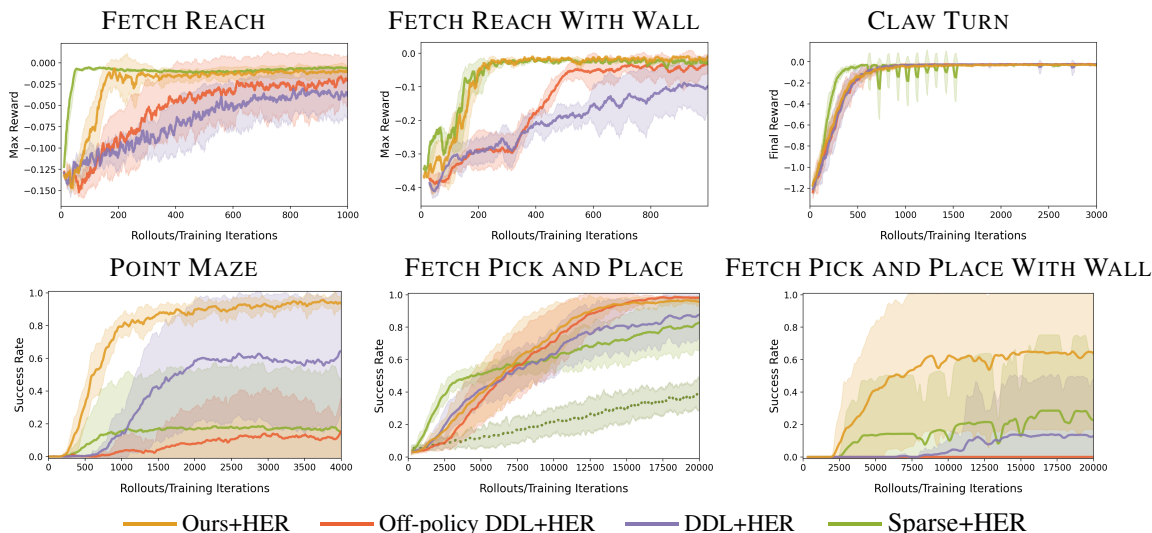 FETCH REACH
FETCH REACH WITH WALL
CLAW TURN
Max Reward
0.000
−0.025
−0.050
−0.075
−0.100
−0.125
−0.150
0 200 400 600 800 1000
Rollouts/Training Iterations
Max Reward
0.0
−0.1
−0.2
−0.3
−0.4
0 200 400 600 800
Rollouts/Training Iterations
Final Reward
0.0
−0.2
−0.4
−0.6
−0.8
−1.0
−1.2
0 500 1000 1500 2000 2500 3000
Rollouts/Training Iterations
POINT MAZE
FETCH PICK AND PLACE
FETCH PICK AND PLACE WITH WALL
Success Rate
1.0
0.8
0.6
0.4
0.2
0.0
0 500 1000 1500 2000 2500 3000 3500 4000
Rollouts/Training Iterations
Success Rate
1.0
0.8
0.6
0.4
0.2
0.0
0 2500 5000 7500 10000 12500 15000 17500 20000
Rollouts/Training Iterations
Success Rate
1.0
0.8
0.6
0.4
0.2
0.0
0 2500 5000 7500 10000 12500 15000 17500 20000
Rollouts/Training Iterations
Ours+HER Off-policy DDL+HER DDL+HER Sparse+HER